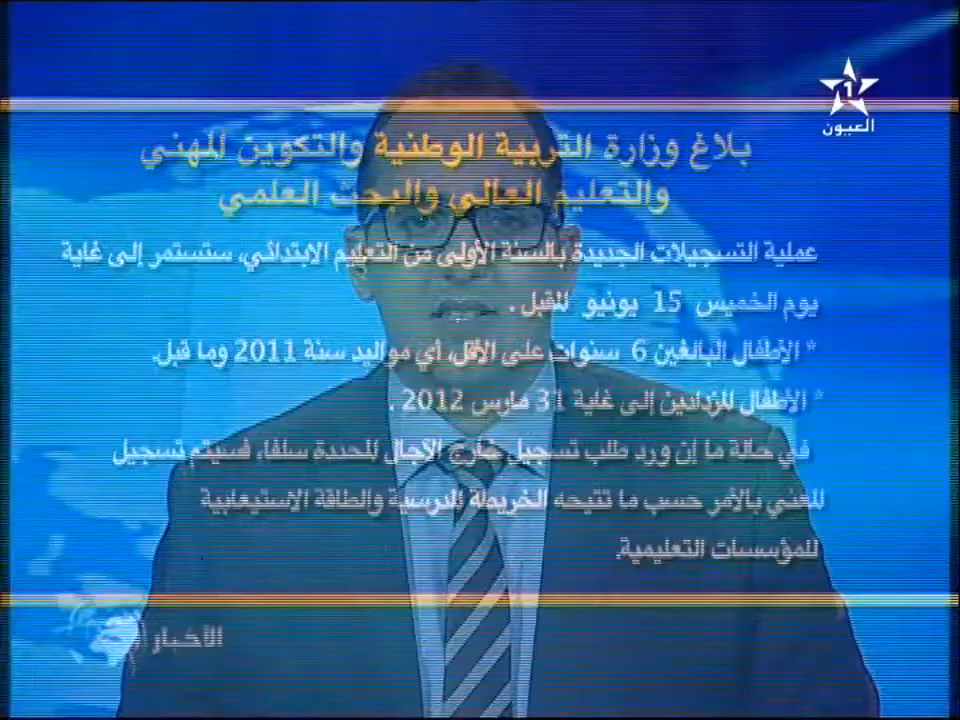 1
العيون
بلاغ وزارة التربية الوطنية والتكوين المهني
والتعليم العالي والبحث العلمي
عملية التسجيلات الجديدة بالسنة الأولى من التعليم الابتدائي، ستستمر إلى غاية
يوم الخميس 15 يونيو المقبل .
* الأطفال البالغين 6 سنوات على الأقل، أي مواليد سنة 2011 وما قبل.
* الأطفال المزدادين إلى غاية 31 مارس 2012 .
في حالة ما إن ورد طلب تسجيل خارج الآجال المحددة سلفا، فسيتم تسجيل
المعني بالأمر حسب ما تتيحه الخريطة المدرسية والطاقة الاستيعابية
للمؤسسات التعليمية.
الأخبار